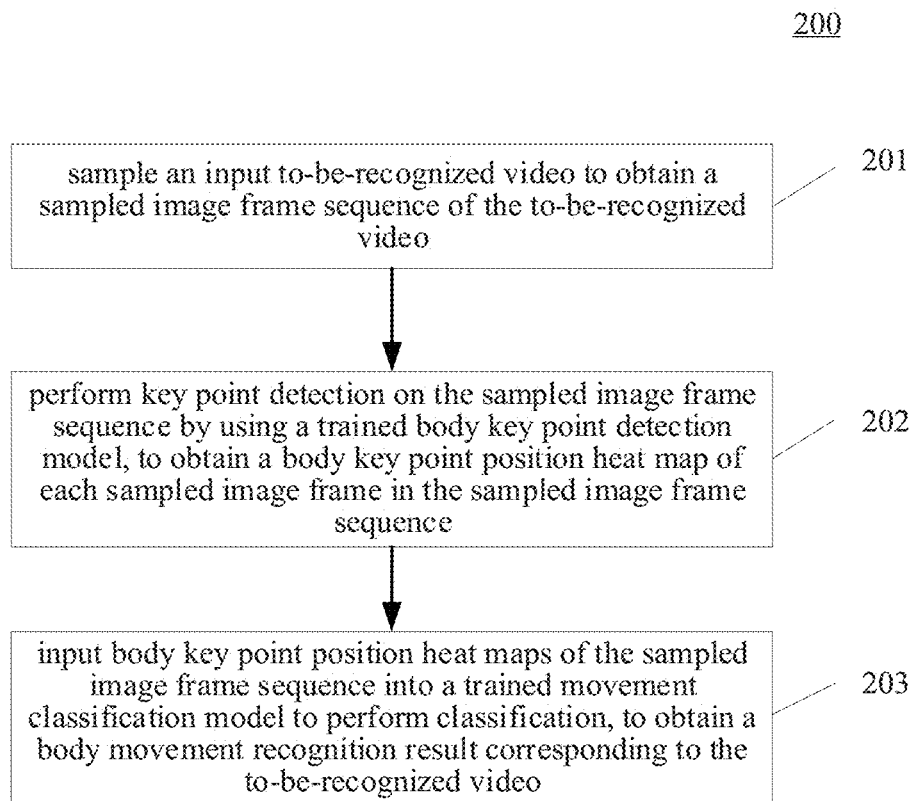 200
sample an input to-be-recognized video to obtain a
sampled image frame sequence of the to-be-recognized
video
201
perform key point detection on the sampled image frame
sequence by using a trained body key point detection
model, to obtain a body key point position heat map of
each sampled image frame in the sampled image frame
sequence
202
input body key point position heat maps of the sampled
image frame sequence into a trained movement
classification model to perform classification, to obtain a
body movement recognition result corresponding to the
to-be-recognized video
203